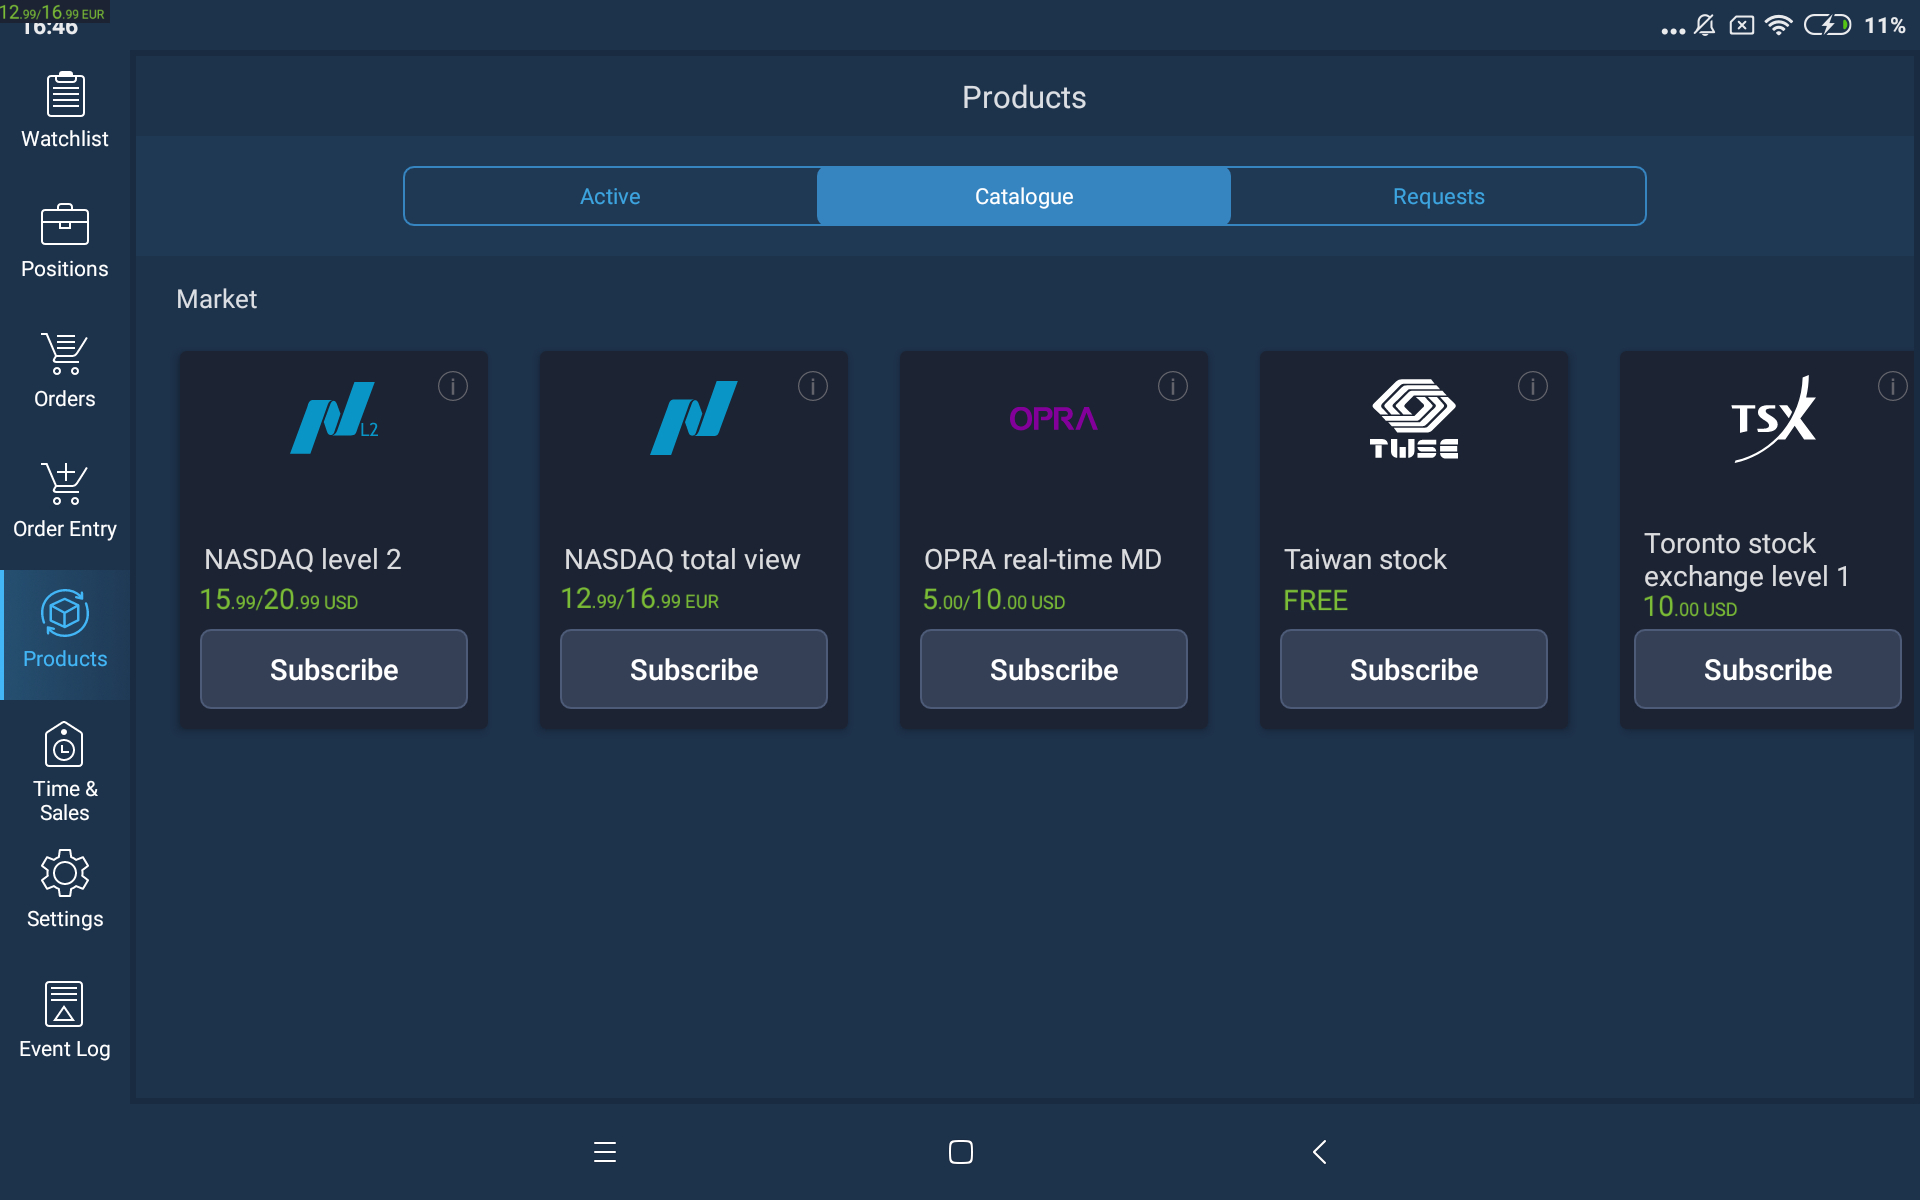 12.99/16.99 EUR
16:46
11%
Watchlist
Positions
Orders
Order Entry
Products
Time &
Sales
Settings
Event Log
Products
Active
Catalogue
Requests
Market
L2
NASDAQ level 2
15.99/20.99 USD
Subscribe
NASDAQ total view
12.99/16.99 EUR
Subscribe
OPRA
OPRA real-time MD
5.00/10.00 USD
Subscribe
TWSE
Taiwan stock
FREE
Subscribe
TSX
Toronto stock
exchange level 1
10.00 USD
Subscribe